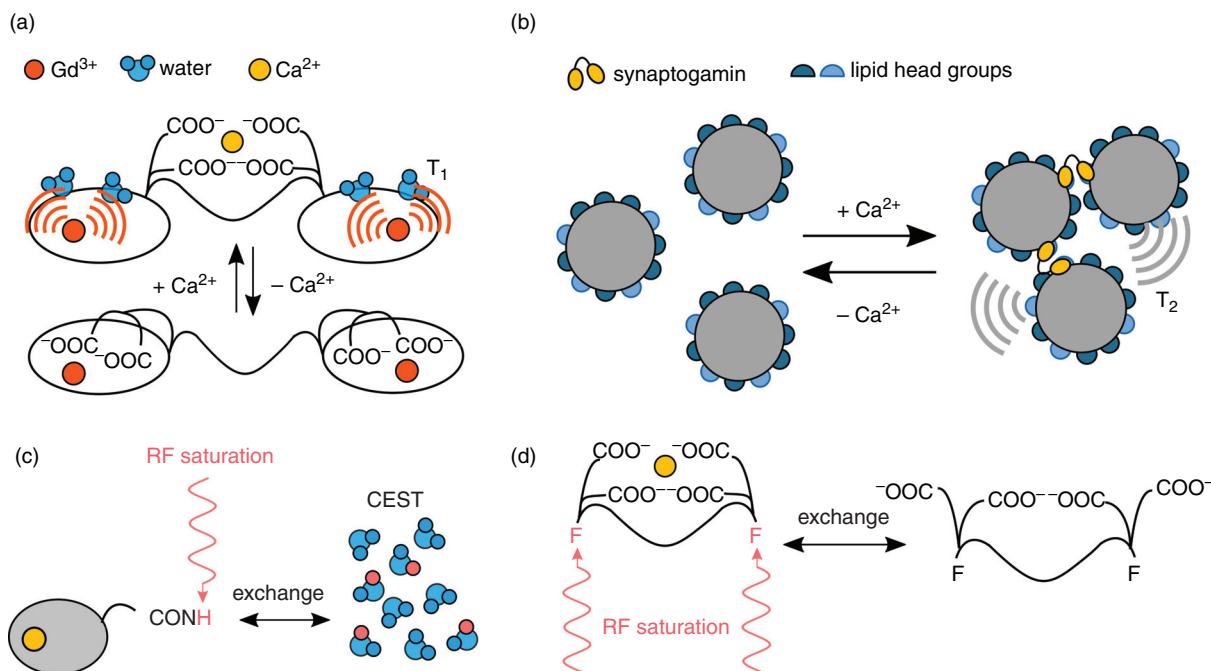 (a)
Gd³⁺ water Ca²⁺
COO⁻ ⁻OOC
COO⁻⁻OOC
T₁
+ Ca²⁺ − Ca²⁺
⁻OOC ⁻OOC COO⁻ COO⁻
(b)
synaptogamin lipid head groups
+ Ca²⁺
− Ca²⁺
T₂
(c)
RF saturation
CEST
CONH
exchange
(d)
COO⁻ ⁻OOC
COO⁻⁻OOC
F F
RF saturation
exchange
⁻OOC COO⁻⁻OOC COO⁻
F F